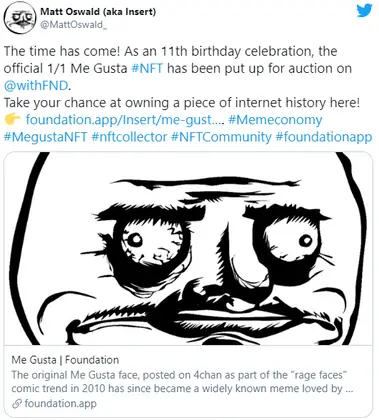 Matt Oswald (aka Insert)
@MattOswald_
The time has come! As an 11th birthday celebration, the
official 1/1 Me Gusta #NFT has been put up for auction on
@withFND.
Take your chance at owning a piece of internet history here!
👉 foundation.app/Insert/me-gust.... #Memeconomy
#MegustaNFT #nftcollector #NFTCommunity #foundationapp
Me Gusta | Foundation
The original Me Gusta face, posted on 4chan as part of the "rage faces"
comic trend in 2010 has since became a widely known meme loved by ...
foundation.app